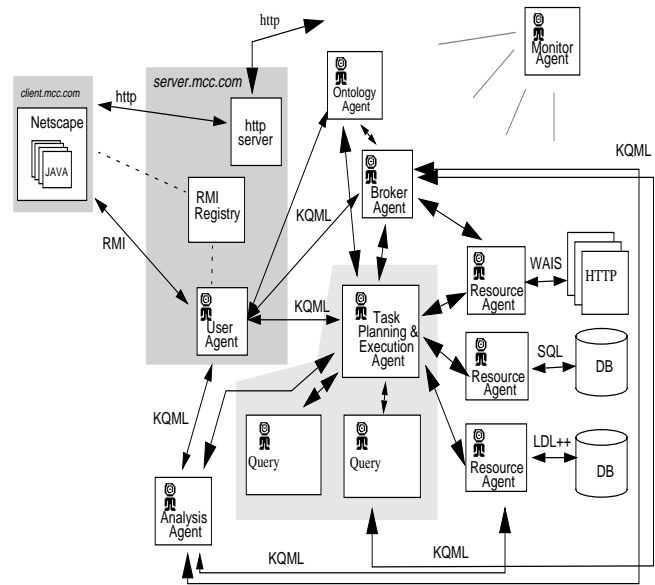 http
Monitor
Agent
server.mcc.com
client.mcc.com
http
Ontology
Agent
Netscape
JAVA
http
server
KQML
Broker
Agent
RMI
Registry
KQML
RMI
WAIS
HTTP
Resource
Agent
KQML
User
Agent
Task
Planning &
Execution
Agent
SQL
DB
Resource
Agent
KQML
LDL++
Query
Query
Resource
Agent
DB
Analysis
Agent
KQML
KQML